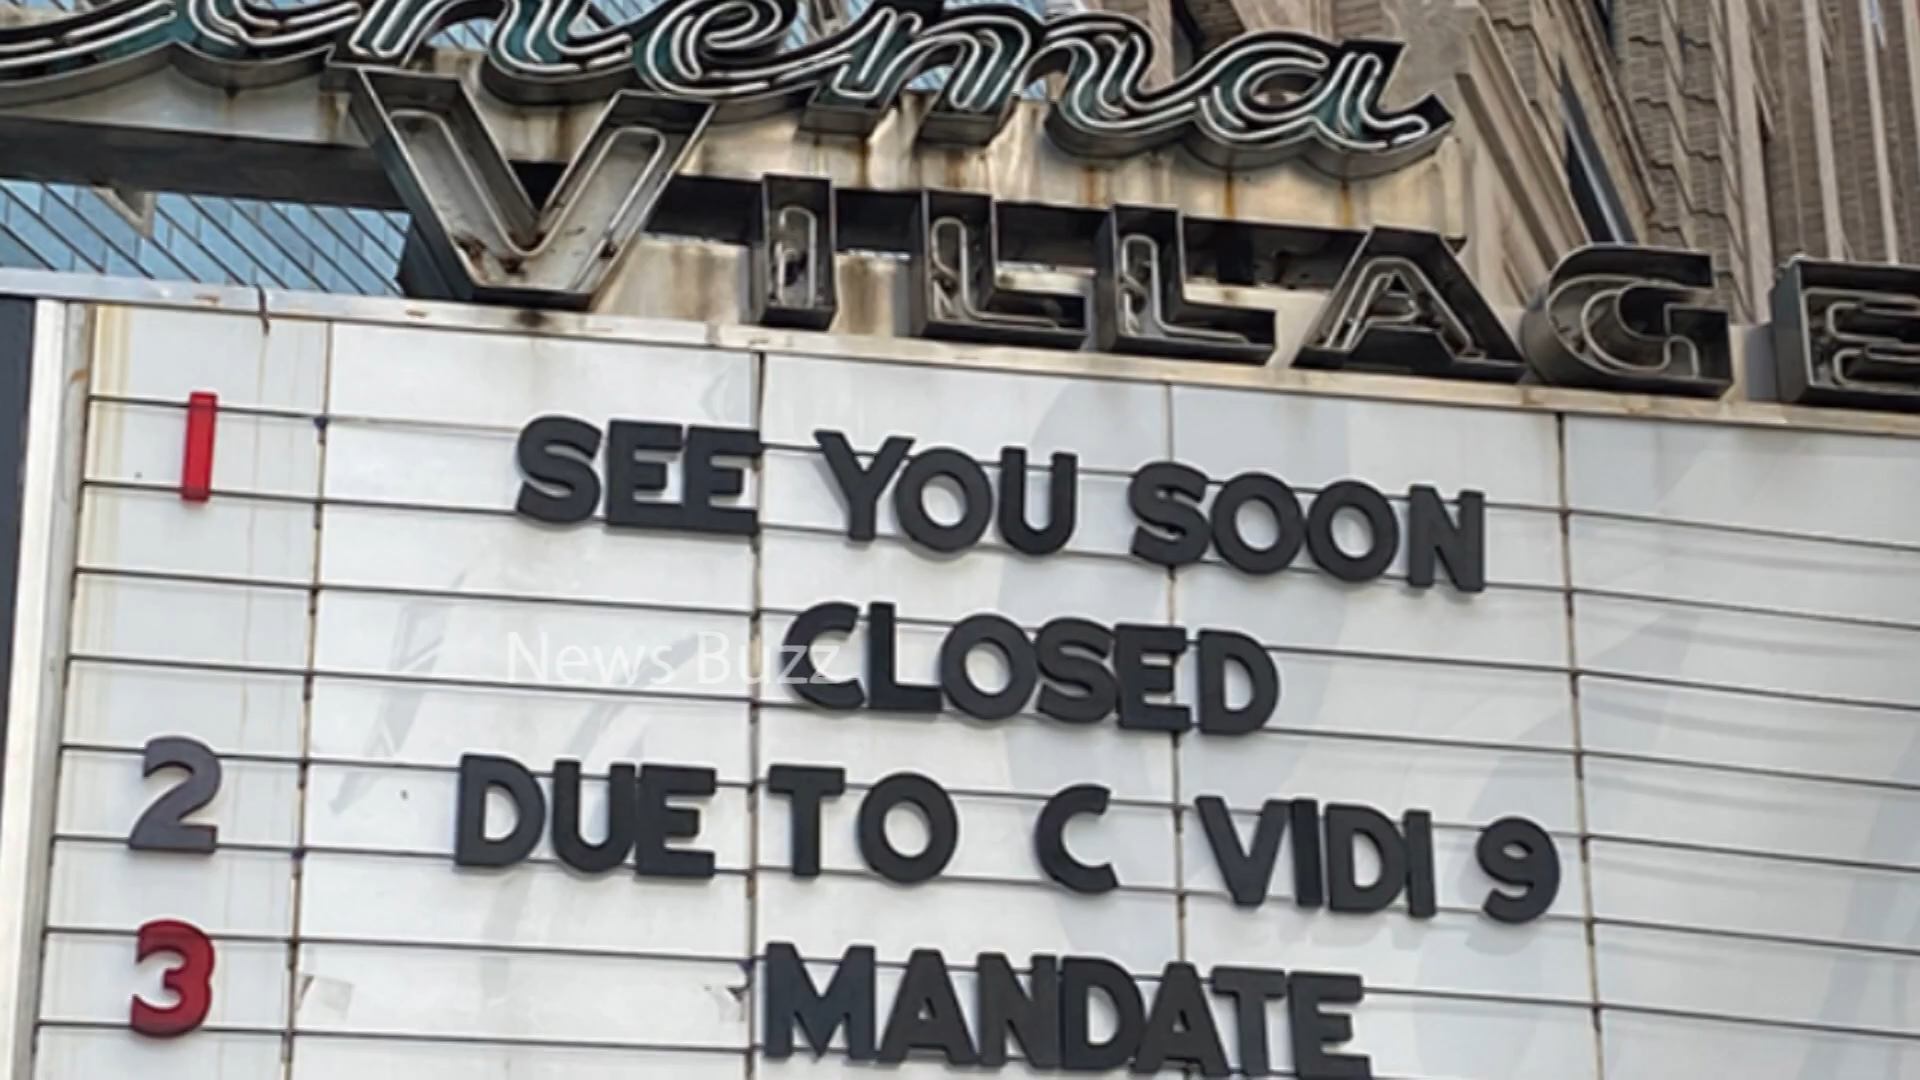 Cinema
VILLAGE
1 SEE YOU SOON
CLOSED
News Buzz
2 DUE TO C VIDI 9
3 MANDATE